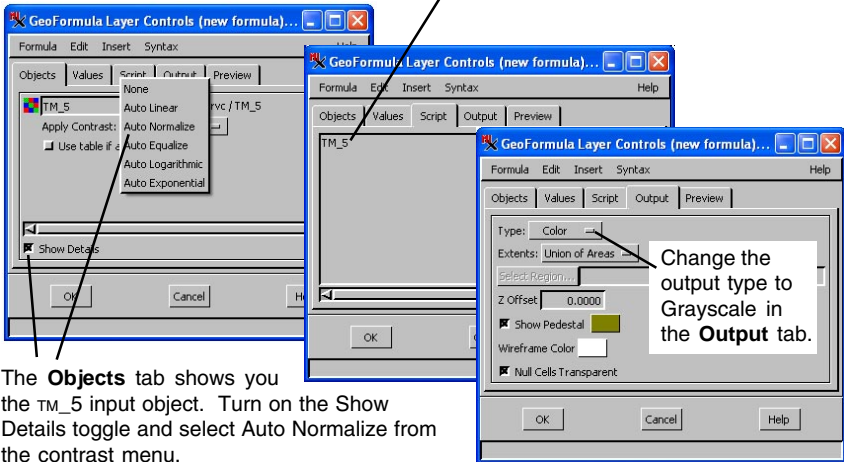 GeoFormula Layer Controls (new formula)...
Formula Edit Insert Syntax
Objects Values Script Output Preview
None
TM_5
rvc / TM_5
Auto Linear
Apply Contrast:
Auto Normalize
Use table if a
Auto Equalize
Auto Logarithmic
Auto Exponential
Show Details
OK Cancel
GeoFormula Layer Controls (new formula)...
Formula Edit Insert Syntax Help
Objects Values Script Output Preview
TM_5
OK
GeoFormula Layer Controls (new formula)...
Formula Edit Insert Syntax Help
Objects Values Script Output Preview
Type: Color
Extents: Union of Areas
Select Region...
Z Offset 0.0000
Show Pedestal
Wireframe Color
Null Cells Transparent
OK Cancel Help
Change the
output type to
Grayscale in
the Output tab.
The Objects tab shows you
the TM_5 input object. Turn on the Show
Details toggle and select Auto Normalize from
the contrast menu.